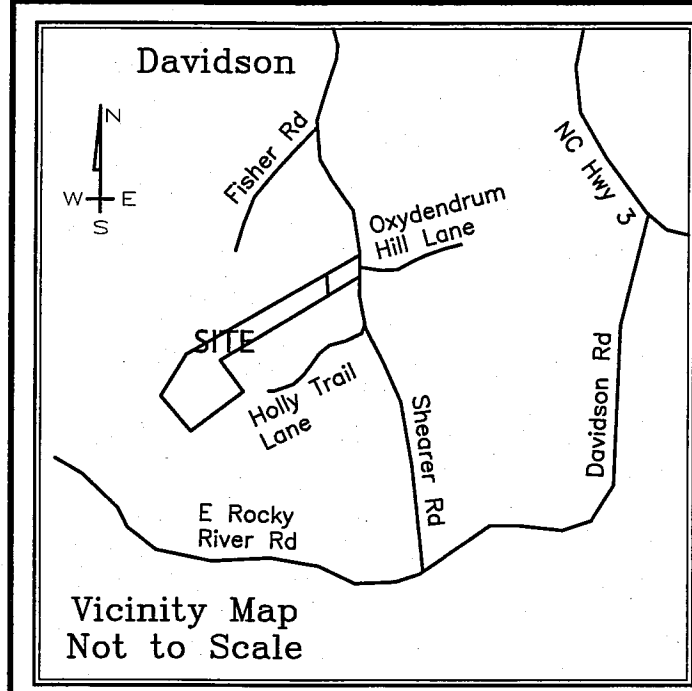 Davidson
N
W E
S
Fisher Rd
NC Hwy 3
Oxydendrum
Hill Lane
SITE
Holly Trail
Lane
Shearer Rd
Davidson Rd
E Rocky
River Rd
Vicinity Map
Not to Scale